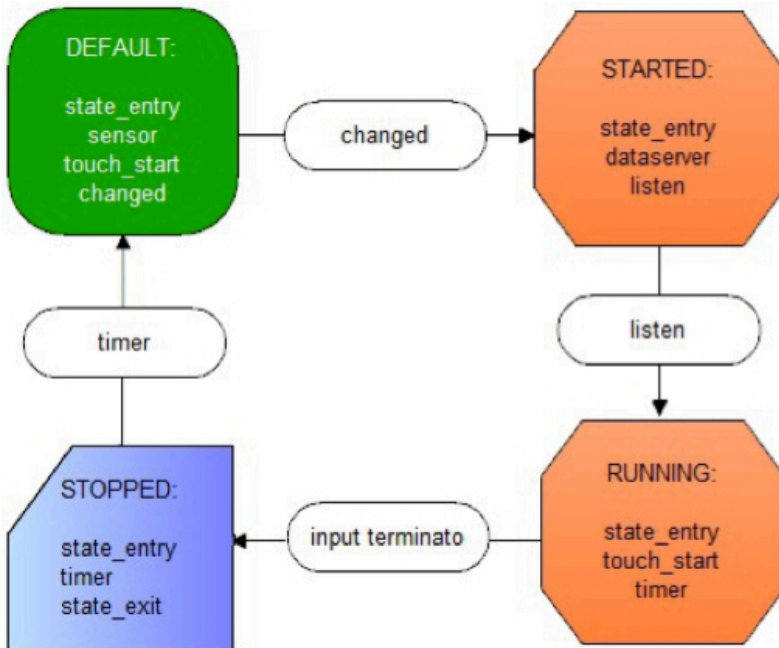 DEFAULT:
state_entry
sensor
touch_start
changed
changed
STARTED:
state_entry
dataserver
listen
listen
RUNNING:
state_entry
touch_start
timer
input terminato
STOPPED:
state_entry
timer
state_exit
timer